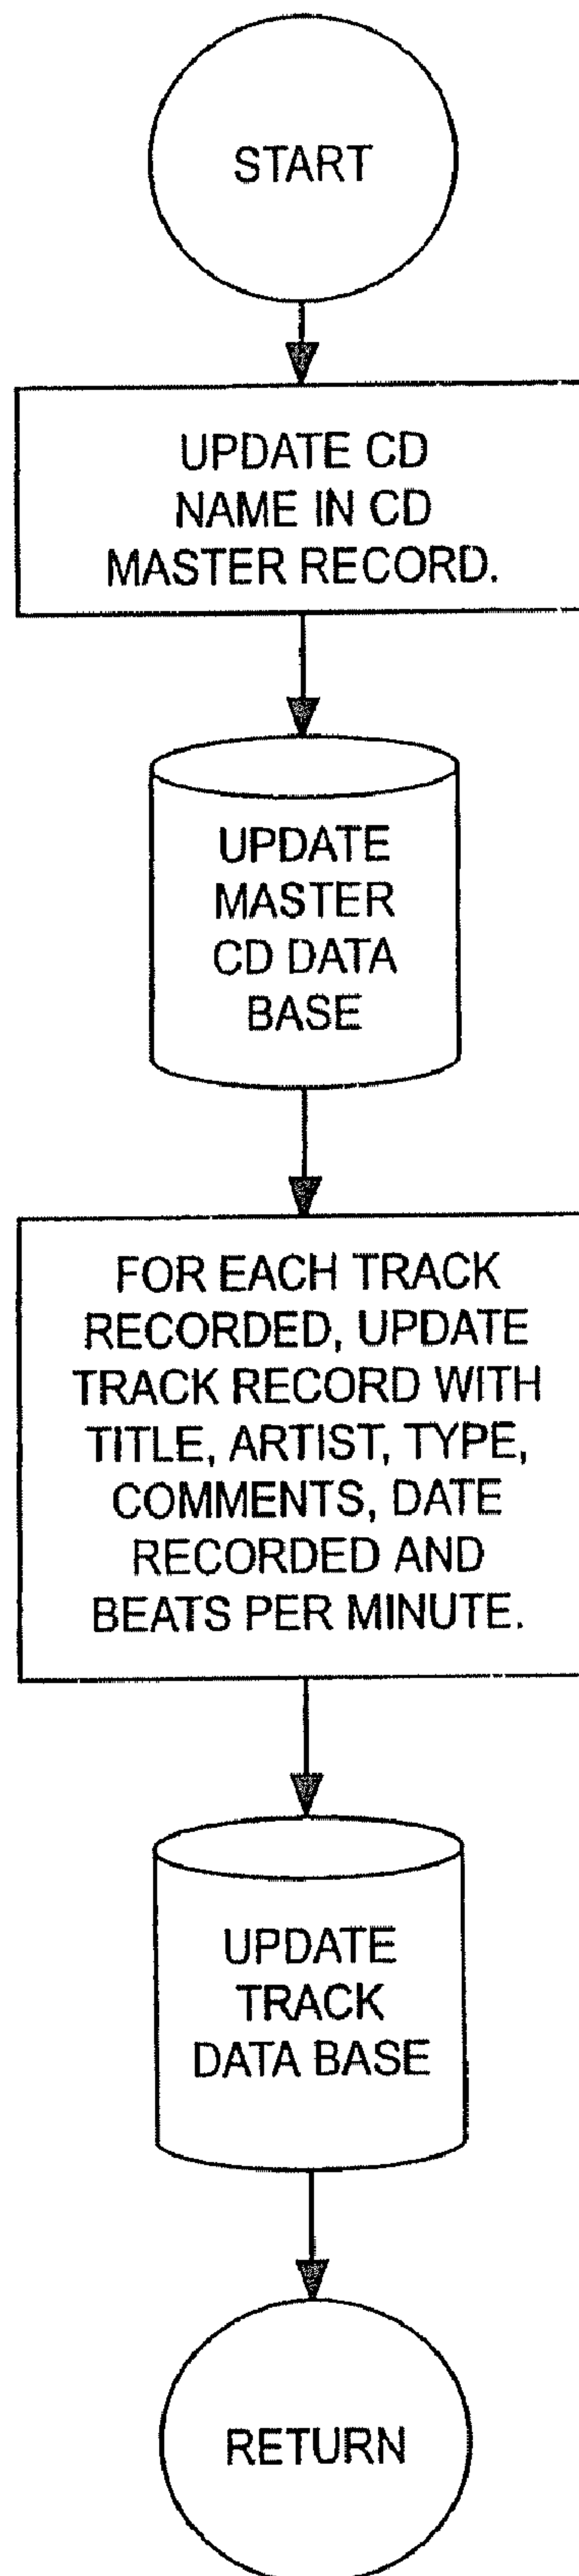 START
UPDATE CD
NAME IN CD
MASTER RECORD.
UPDATE
MASTER
CD DATA
BASE
FOR EACH TRACK
RECORDED, UPDATE
TRACK RECORD WITH
TITLE, ARTIST, TYPE,
COMMENTS, DATE
RECORDED AND
BEATS PER MINUTE.
UPDATE
TRACK
DATA BASE
RETURN